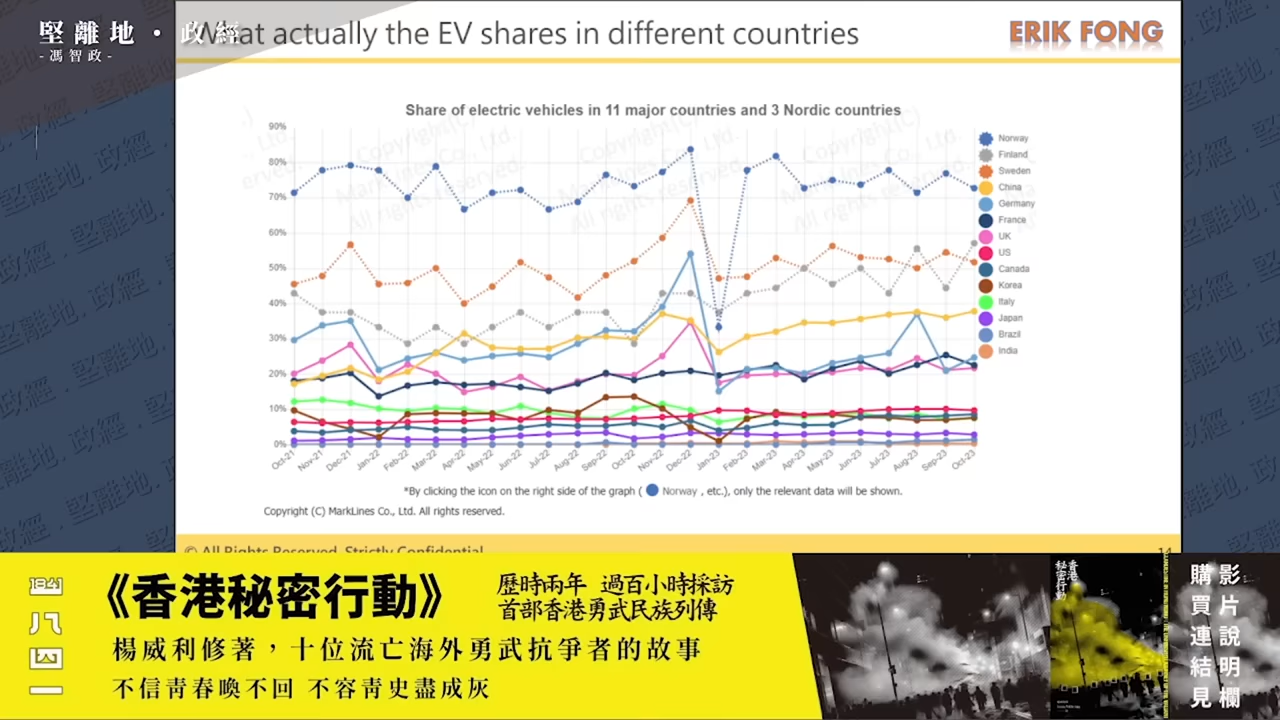 堅離地・政經
-馮智政-
What actually the EV shares in different countries
ERIK FONG
Share of electric vehicles in 11 major countries and 3 Nordic countries
90%
80%
70%
60%
50%
40%
30%
20%
10%
0%
Oct-21
Nov-21
Dec-21
Jan-22
Feb-22
Mar-22
Apr-22
May-22
Jun-22
Jul-22
Aug-22
Sep-22
Oct-22
Nov-22
Dec-22
Jan-23
Feb-23
Mar-23
Apr-23
May-23
Jun-23
Jul-23
Aug-23
Sep-23
Oct-23
Norway
Finland
Sweden
China
Germany
France
UK
US
Canada
Korea
Italy
Japan
Brazil
India
*By clicking the icon on the right side of the graph ( Norway , etc.), only the relevant data will be shown.
Copyright (C) MarkLines Co., Ltd. All rights reserved.
© All Rights Reserved. Strictly Confidential
14
一八四一
《香港秘密行動》
歷時兩年 過百小時採訪
首部香港勇武民族列傳
楊威利修著，十位流亡海外勇武抗爭者的故事
不信青春喚不回 不容青史盡成灰
影片說明欄
購買連結見